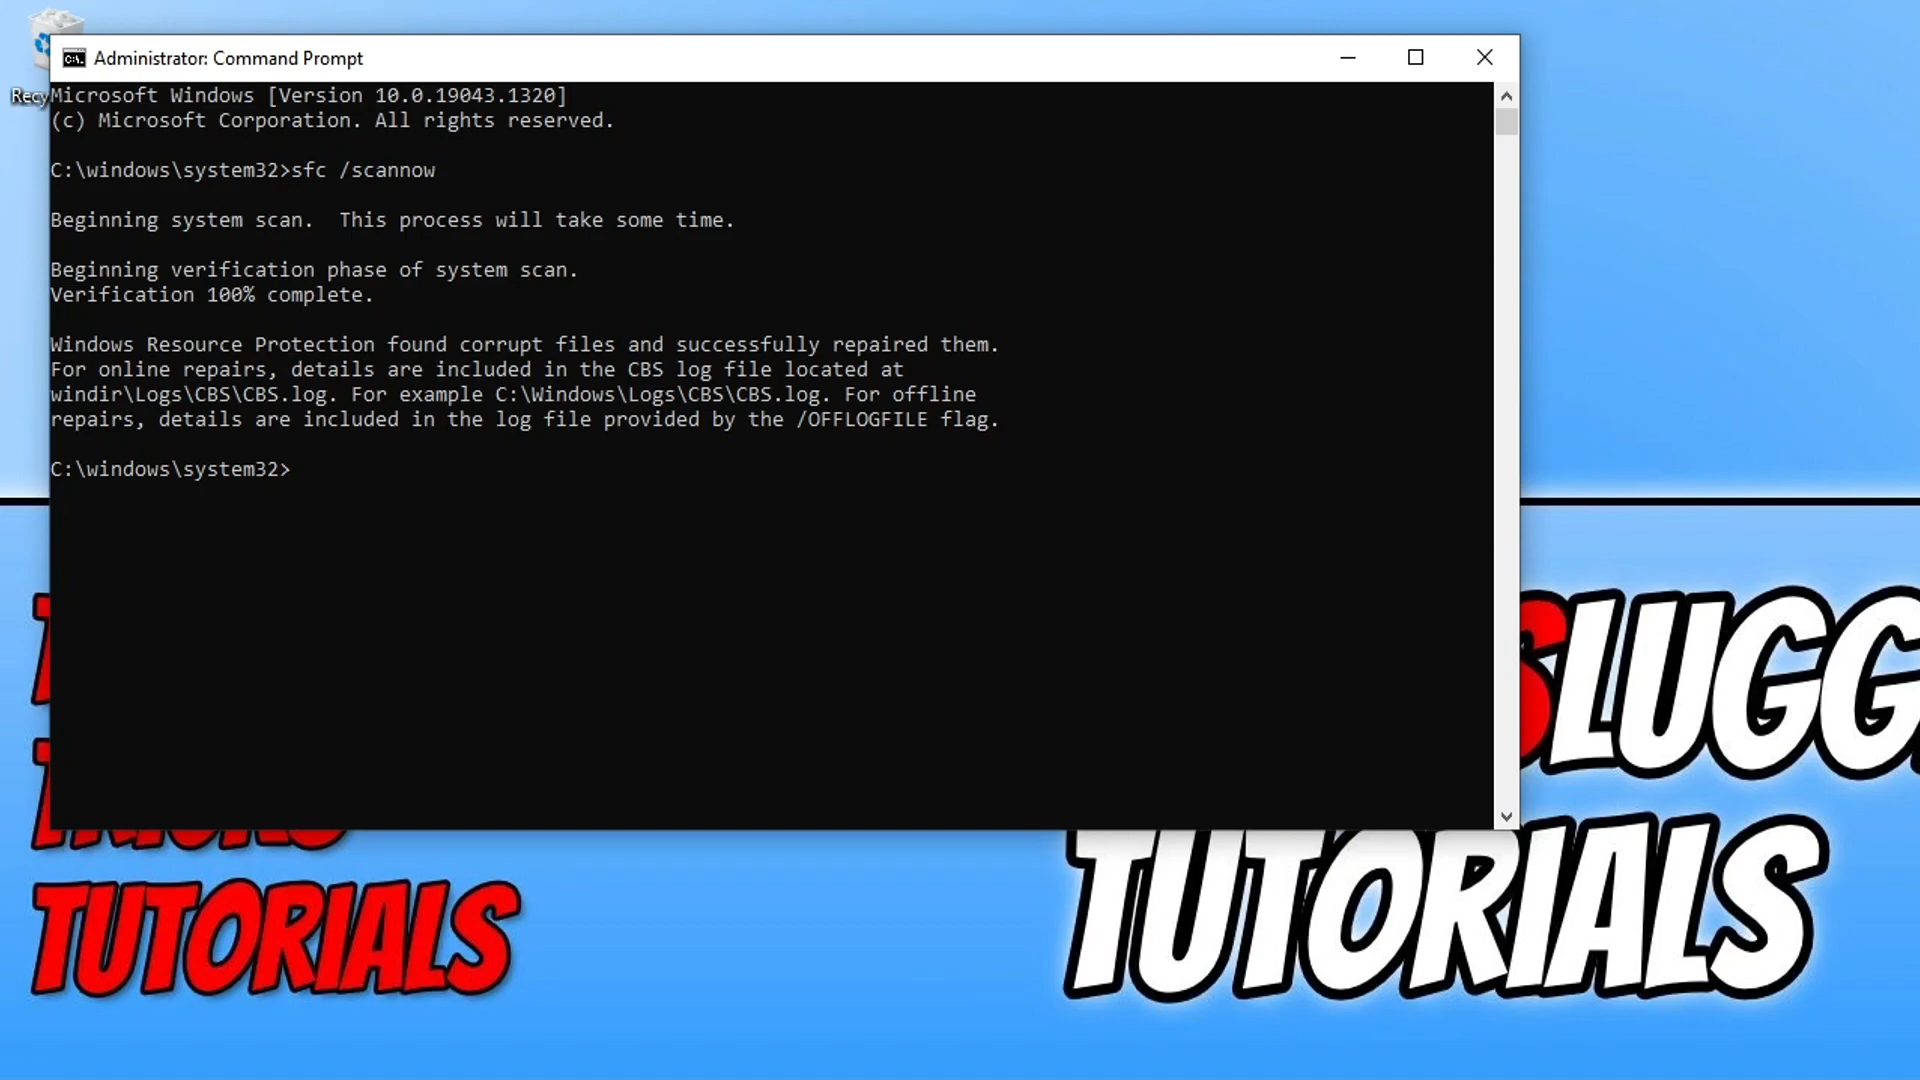 Administrator: Command Prompt
Microsoft Windows [Version 10.0.19043.1320]
(c) Microsoft Corporation. All rights reserved.
C:\windows\system32>sfc /scannow
Beginning system scan.  This process will take some time.
Beginning verification phase of system scan.
Verification 100% complete.
Windows Resource Protection found corrupt files and successfully repaired them.
For online repairs, details are included in the CBS log file located at
windir\Logs\CBS\CBS.log. For example C:\Windows\Logs\CBS\CBS.log. For offline
repairs, details are included in the log file provided by the /OFFLOGFILE flag.
C:\windows\system32>
Recy
SLUGG
TUTORIALS
TUTORIALS